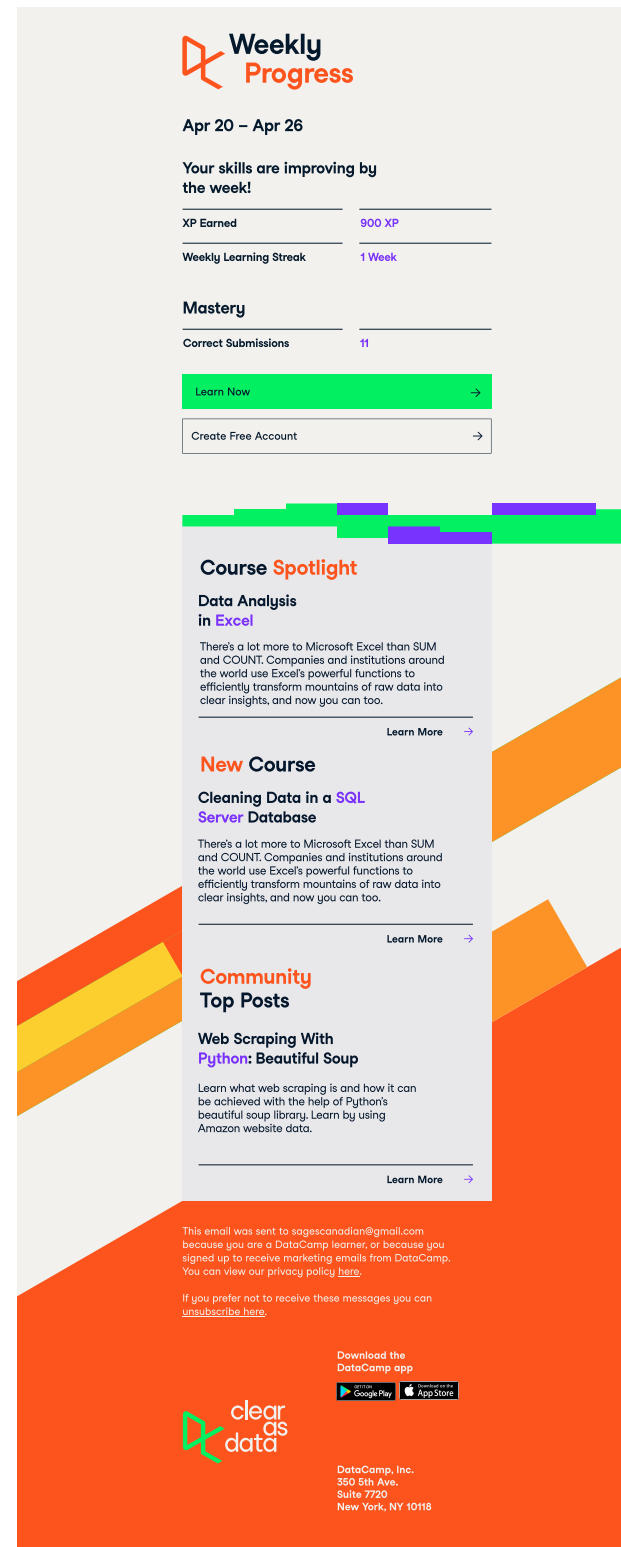 Weekly
Progress
Apr 20 – Apr 26
Your skills are improving by
the week!
XP Earned 900 XP
Weekly Learning Streak 1 Week
Mastery
Correct Submissions 11
Learn Now
Create Free Account
Course Spotlight
Data Analysis
in Excel
There's a lot more to Microsoft Excel than SUM
and COUNT. Companies and institutions around
the world use Excel's powerful functions to
efficiently transform mountains of raw data into
clear insights, and now you can too.
Learn More
New Course
Cleaning Data in a SQL
Server Database
There's a lot more to Microsoft Excel than SUM
and COUNT. Companies and institutions around
the world use Excel's powerful functions to
efficiently transform mountains of raw data into
clear insights, and now you can too.
Learn More
Community
Top Posts
Web Scraping With
Python: Beautiful Soup
Learn what web scraping is and how it can
be achieved with the help of Python's
beautiful soup library. Learn by using
Amazon website data.
Learn More
This email was sent to sagescanadian@gmail.com
because you are a DataCamp learner, or because you
signed up to receive marketing emails from DataCamp.
You can view our privacy policy here.
If you prefer not to receive these messages you can
unsubscribe here.
Download the
DataCamp app
GET IT ON
Google Play
Download on the
App Store
clear
as
data
DataCamp, Inc.
350 5th Ave.
Suite 7720
New York, NY 10118